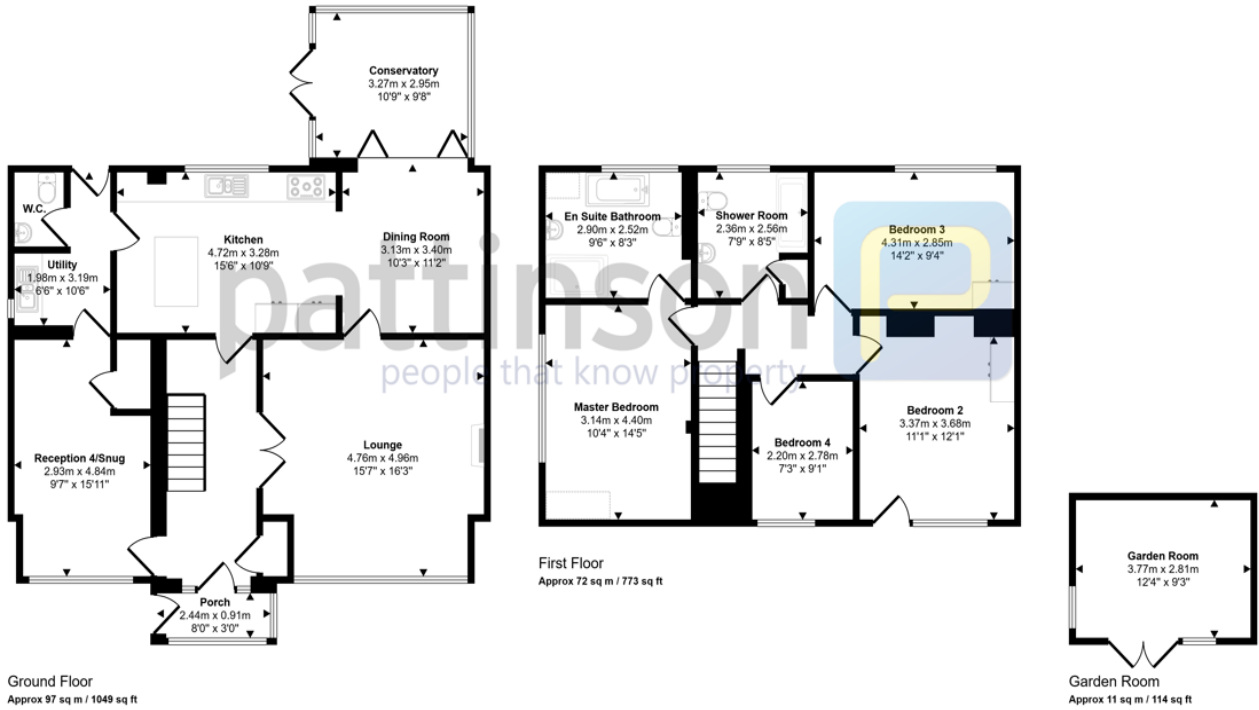 Conservatory
3.27m x 2.95m
10'9" x 9'8"
W.C.
Kitchen
4.72m x 3.28m
15'6" x 10'9"
Dining Room
3.13m x 3.40m
10'3" x 11'2"
Utility
1.98m x 3.19m
6'6" x 10'6"
Reception 4/Snug
2.93m x 4.84m
9'7" x 15'11"
Lounge
4.76m x 4.96m
15'7" x 16'3"
Porch
2.44m x 0.91m
8'0" x 3'0"
Ground Floor
Approx 97 sq m / 1049 sq ft
pattinson
people that know property
En Suite Bathroom
2.90m x 2.52m
9'6" x 8'3"
Shower Room
2.36m x 2.56m
7'9" x 8'5"
Bedroom 3
4.31m x 2.85m
14'2" x 9'4"
Master Bedroom
3.14m x 4.40m
10'4" x 14'5"
Bedroom 4
2.20m x 2.78m
7'3" x 9'1"
Bedroom 2
3.37m x 3.68m
11'1" x 12'1"
First Floor
Approx 72 sq m / 773 sq ft
Garden Room
3.77m x 2.81m
12'4" x 9'3"
Garden Room
Approx 11 sq m / 114 sq ft